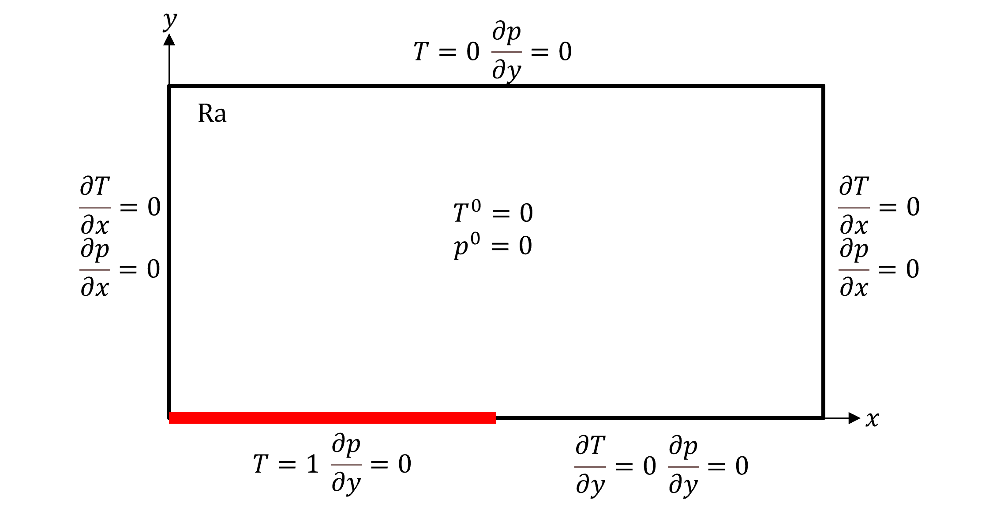 y
T = 0 ∂p/∂y = 0
Ra
∂T/∂x = 0
∂p/∂x = 0
T⁰ = 0
p⁰ = 0
∂T/∂x = 0
∂p/∂x = 0
x
T = 1 ∂p/∂y = 0
∂T/∂y = 0 ∂p/∂y = 0